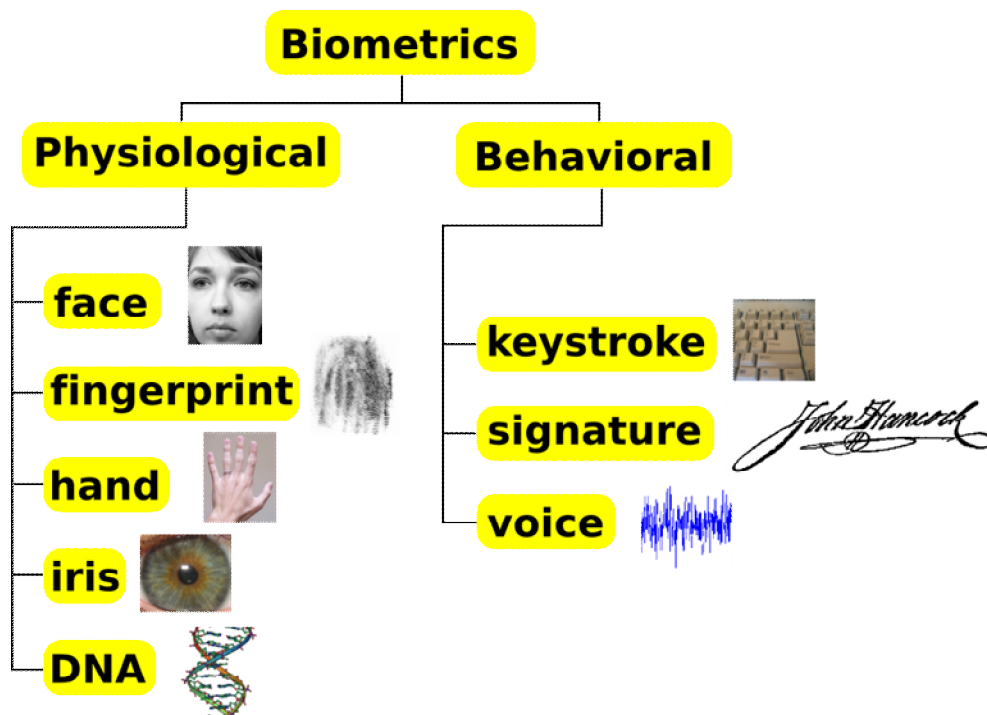 Biometrics
Physiological
Behavioral
face
fingerprint
hand
iris
DNA
keystroke
signature
John Hancock
voice